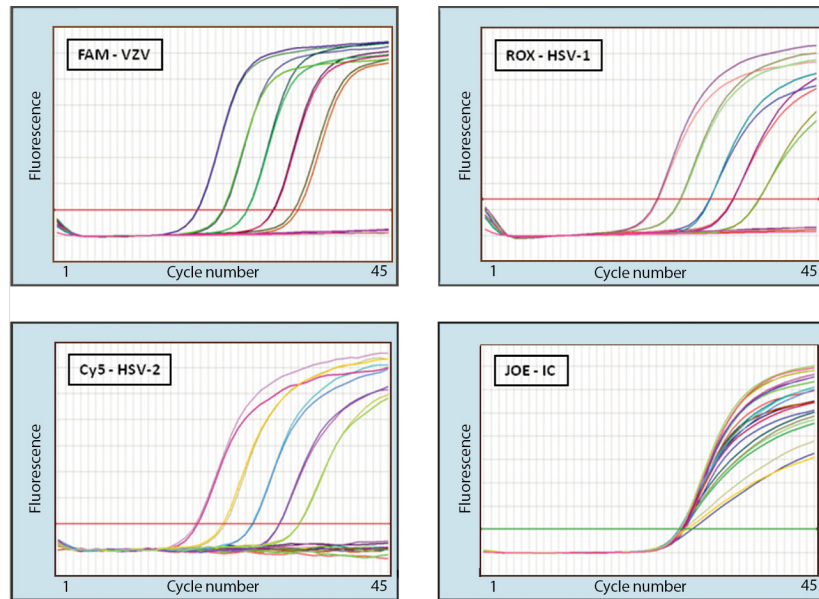 FAM - VZV
Fluorescence
1 Cycle number 45
ROX - HSV-1
Fluorescence
1 Cycle number 45
Cy5 - HSV-2
Fluorescence
1 Cycle number 45
JOE - IC
Fluorescence
1 Cycle number 45